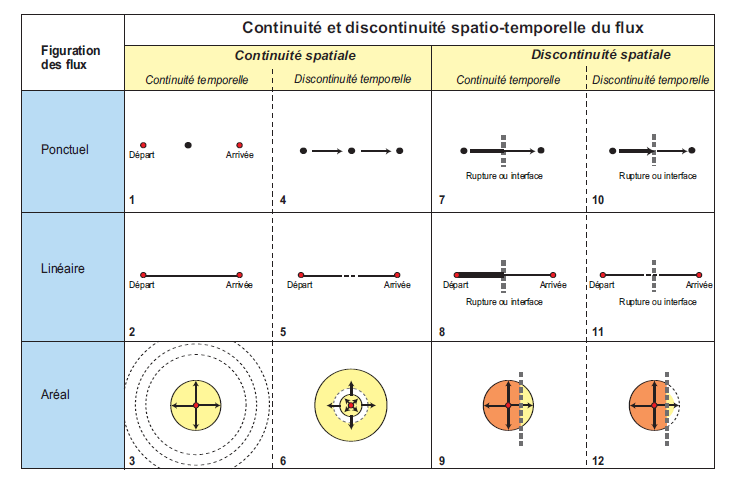 Continuité et discontinuité spatio-temporelle du flux
Figuration
des flux
Continuité spatiale
Discontinuité spatiale
Continuité temporelle
Discontinuité temporelle
Continuité temporelle
Discontinuité temporelle
Ponctuel
Départ
Arrivée
Rupture ou interface
Rupture ou interface
1
4
7
10
Linéaire
Départ
Arrivée
Départ
Arrivée
Départ
Arrivée
Départ
Arrivée
Rupture ou interface
Rupture ou interface
2
5
8
11
Aréal
3
6
9
12